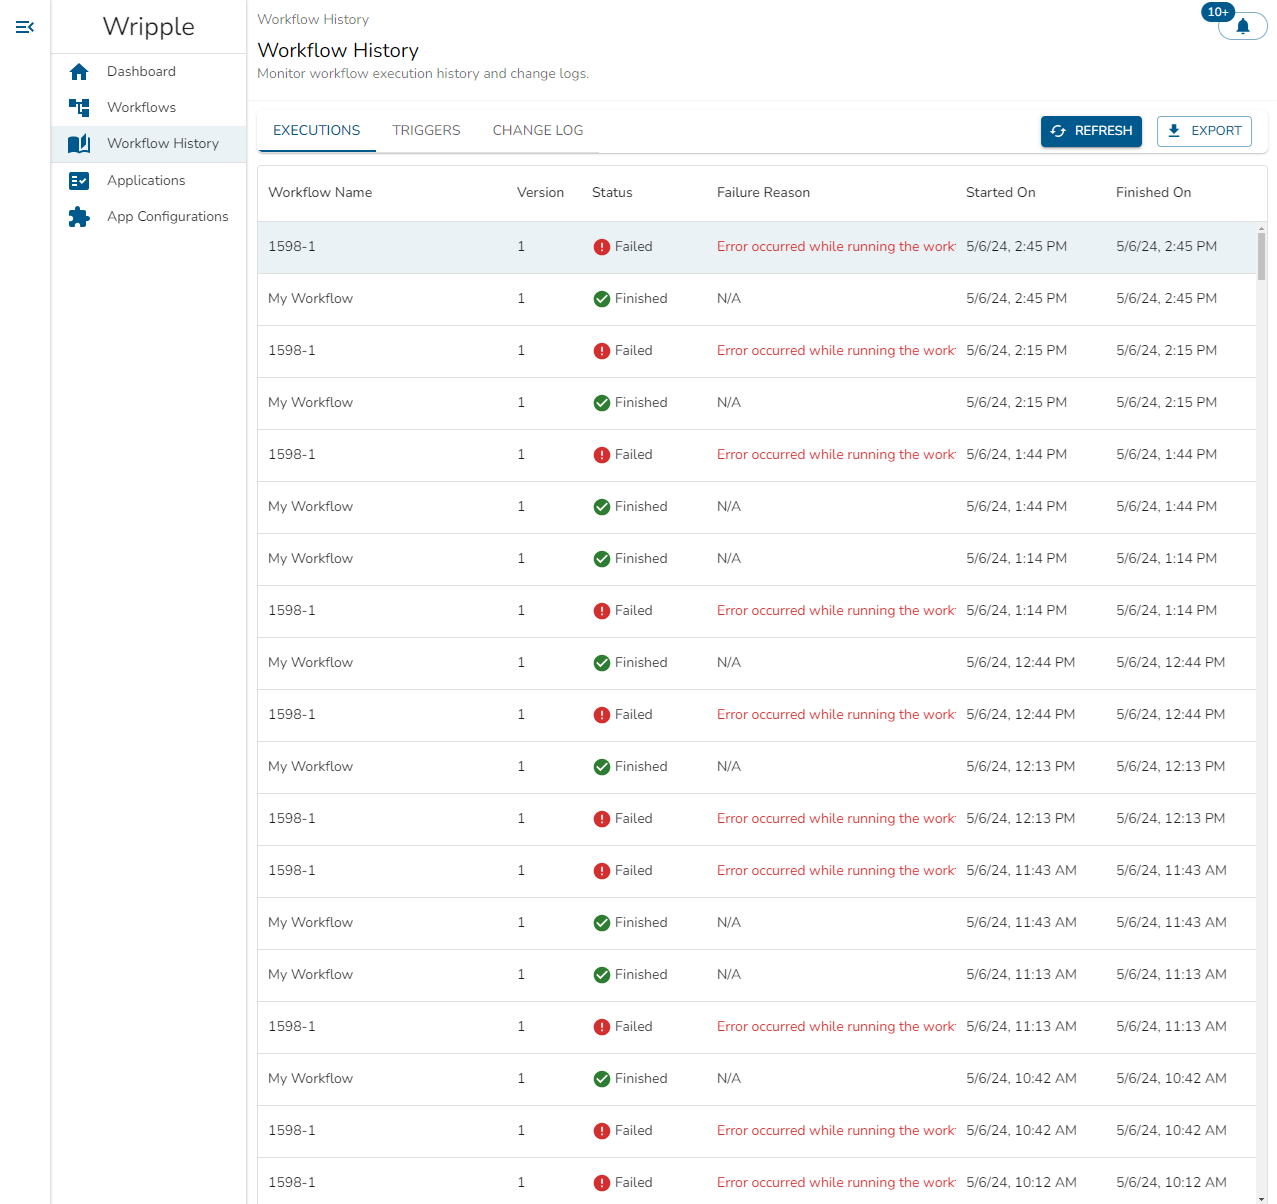 Wripple
Dashboard
Workflows
Workflow History
Applications
App Configurations
Workflow History
10+
Workflow History
Monitor workflow execution history and change logs.
EXECUTIONS TRIGGERS CHANGE LOG REFRESH EXPORT
Workflow Name Version Status Failure Reason Started On Finished On
1598-1 1 Failed Error occurred while running the work 5/6/24, 2:45 PM 5/6/24, 2:45 PM
My Workflow 1 Finished N/A 5/6/24, 2:45 PM 5/6/24, 2:45 PM
1598-1 1 Failed Error occurred while running the work 5/6/24, 2:15 PM 5/6/24, 2:15 PM
My Workflow 1 Finished N/A 5/6/24, 2:15 PM 5/6/24, 2:15 PM
1598-1 1 Failed Error occurred while running the work 5/6/24, 1:44 PM 5/6/24, 1:44 PM
My Workflow 1 Finished N/A 5/6/24, 1:44 PM 5/6/24, 1:44 PM
My Workflow 1 Finished N/A 5/6/24, 1:14 PM 5/6/24, 1:14 PM
1598-1 1 Failed Error occurred while running the work 5/6/24, 1:14 PM 5/6/24, 1:14 PM
My Workflow 1 Finished N/A 5/6/24, 12:44 PM 5/6/24, 12:44 PM
1598-1 1 Failed Error occurred while running the work 5/6/24, 12:44 PM 5/6/24, 12:44 PM
My Workflow 1 Finished N/A 5/6/24, 12:13 PM 5/6/24, 12:13 PM
1598-1 1 Failed Error occurred while running the work 5/6/24, 12:13 PM 5/6/24, 12:13 PM
1598-1 1 Failed Error occurred while running the work 5/6/24, 11:43 AM 5/6/24, 11:43 AM
My Workflow 1 Finished N/A 5/6/24, 11:43 AM 5/6/24, 11:43 AM
My Workflow 1 Finished N/A 5/6/24, 11:13 AM 5/6/24, 11:13 AM
1598-1 1 Failed Error occurred while running the work 5/6/24, 11:13 AM 5/6/24, 11:13 AM
My Workflow 1 Finished N/A 5/6/24, 10:42 AM 5/6/24, 10:42 AM
1598-1 1 Failed Error occurred while running the work 5/6/24, 10:42 AM 5/6/24, 10:42 AM
1598-1 1 Failed Error occurred while running the work 5/6/24, 10:12 AM 5/6/24, 10:12 AM